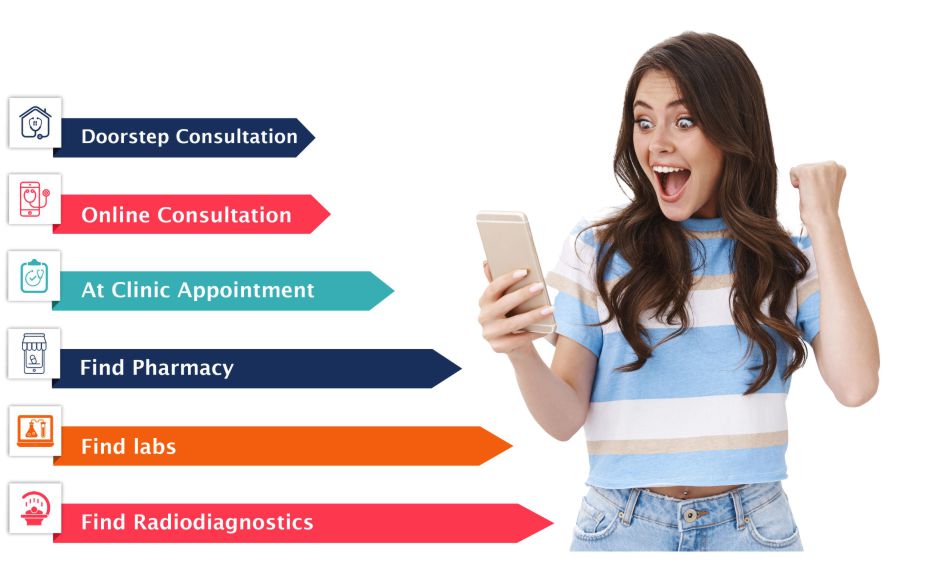 Doorstep Consultation
Online Consultation
At Clinic Appointment
Find Pharmacy
Find labs
Find Radiodiagnostics